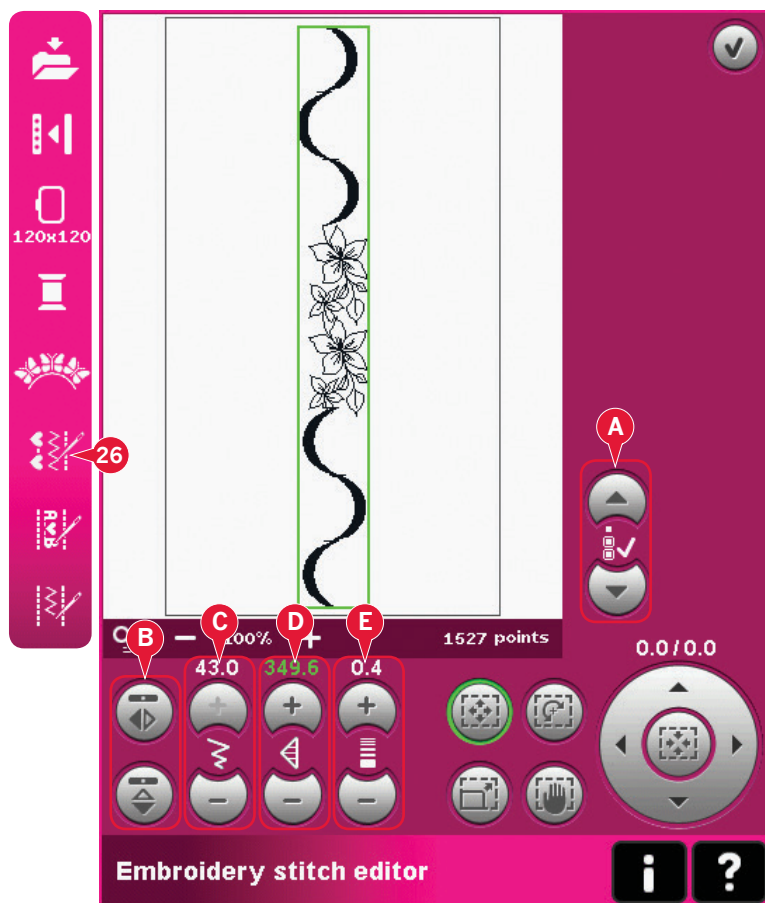 120x120
26
A
B
C
D
E
100%
1527 points
43.0
349.6
0.4
0.0/0.0
Embroidery stitch editor
i
?